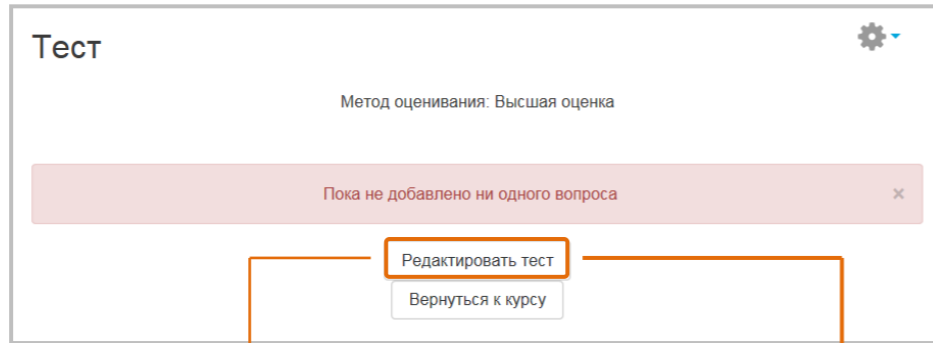 Тест
Метод оценивания: Высшая оценка
Пока не добавлено ни одного вопроса ×
Редактировать тест
Вернуться к курсу